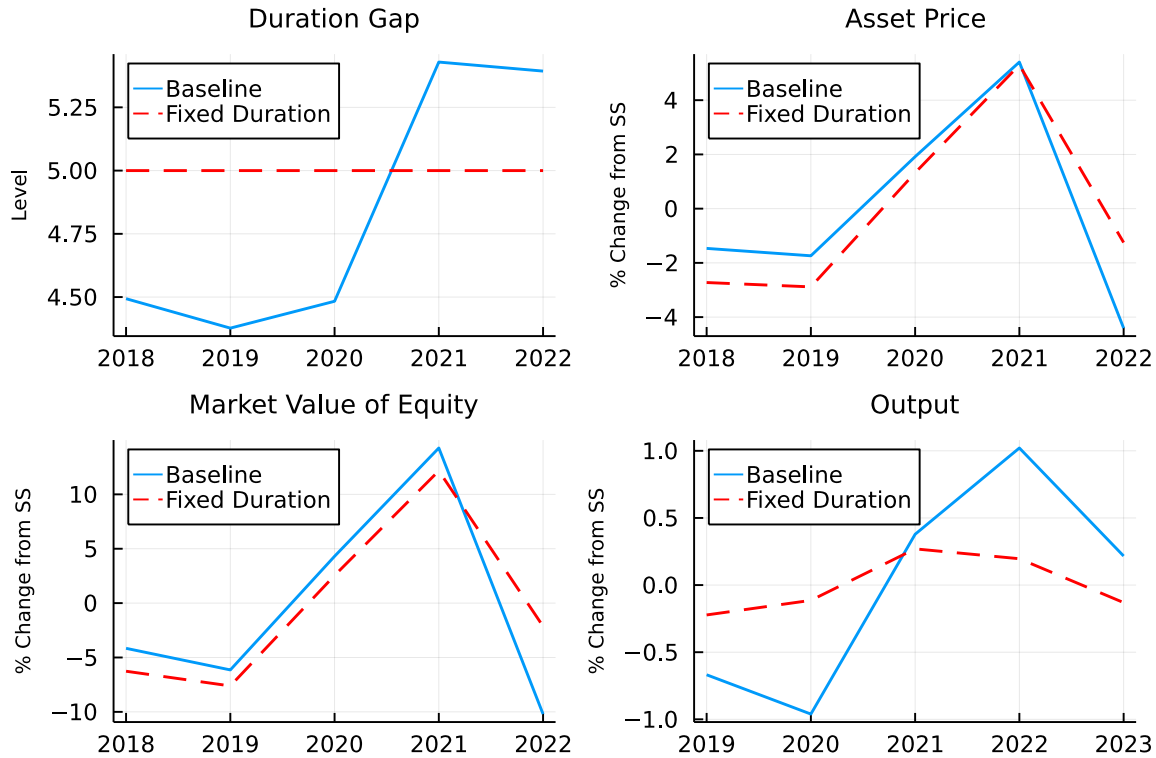 Duration Gap
Level
5.25
5.00
4.75
4.50
Baseline
Fixed Duration
2018 2019 2020 2021 2022
Asset Price
% Change from SS
4
2
0
−2
−4
Baseline
Fixed Duration
2018 2019 2020 2021 2022
Market Value of Equity
% Change from SS
10
5
0
−5
−10
Baseline
Fixed Duration
2018 2019 2020 2021 2022
Output
% Change from SS
1.0
0.5
0.0
−0.5
−1.0
Baseline
Fixed Duration
2019 2020 2021 2022 2023